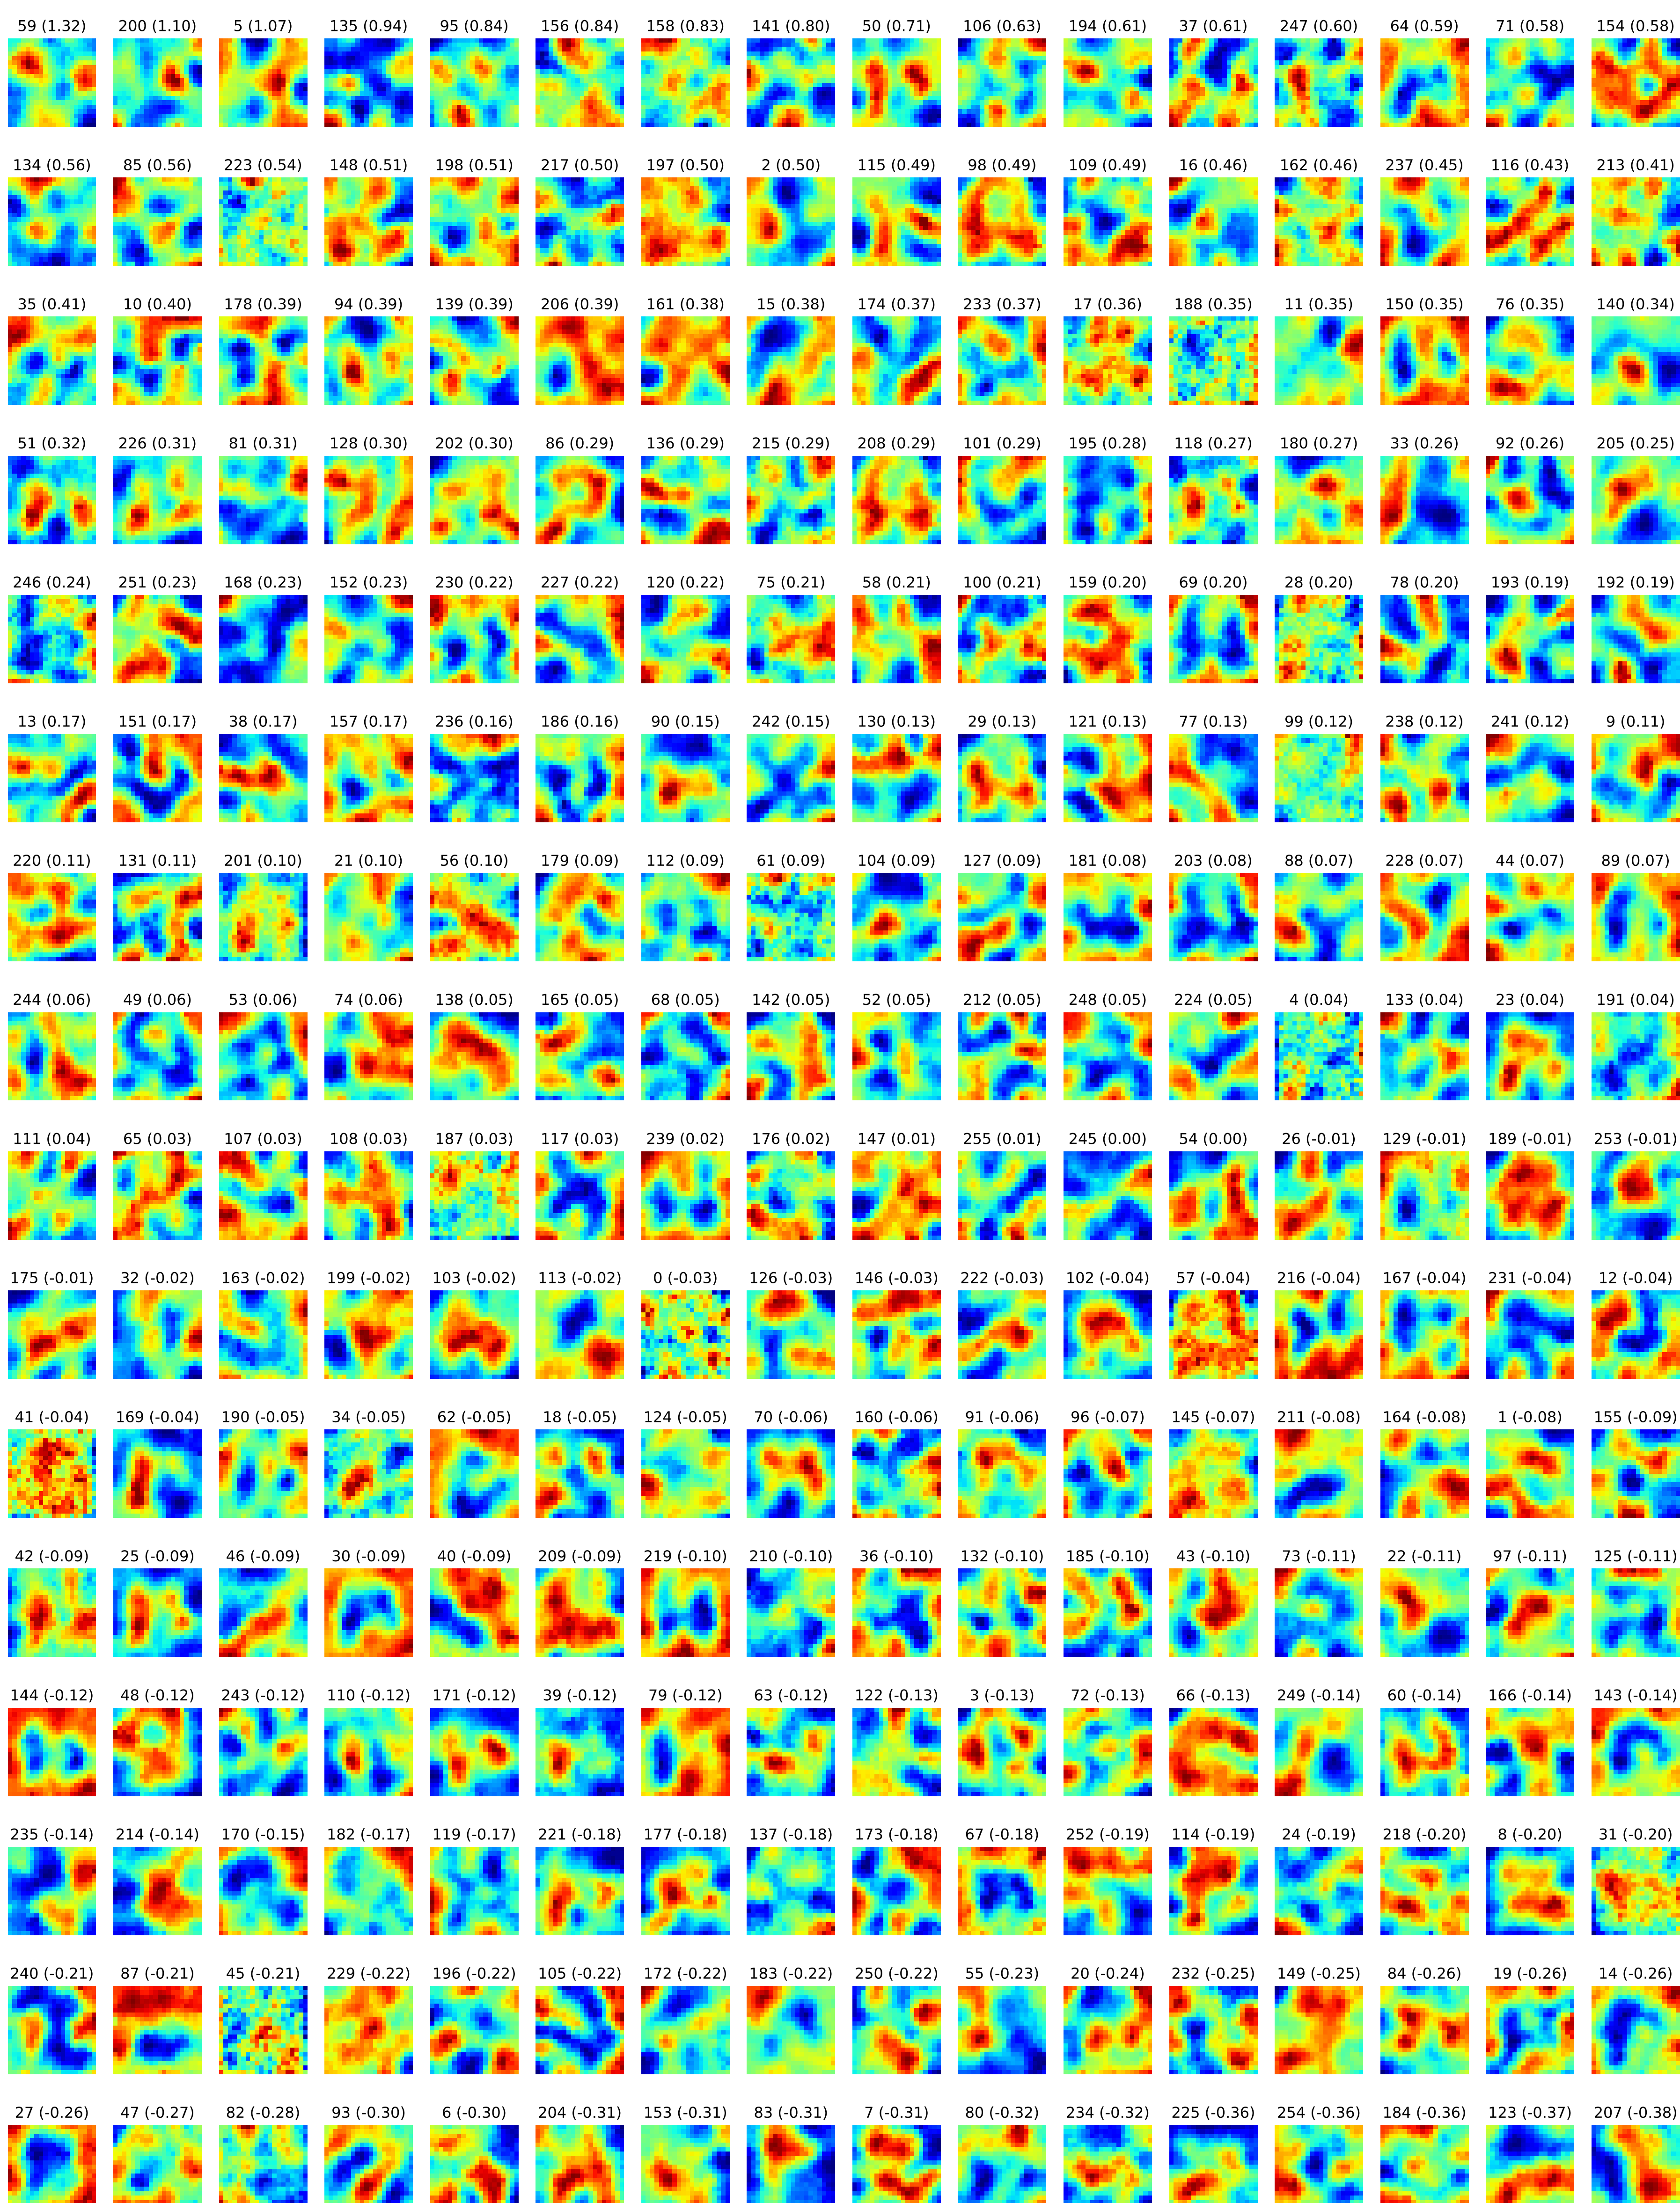 59 (1.32) 200 (1.10) 5 (1.07) 135 (0.94) 95 (0.84) 156 (0.84) 158 (0.83) 141 (0.80) 50 (0.71) 106 (0.63) 194 (0.61) 37 (0.61) 247 (0.60) 64 (0.59) 71 (0.58) 154 (0.58)
134 (0.56) 85 (0.56) 223 (0.54) 148 (0.51) 198 (0.51) 217 (0.50) 197 (0.50) 2 (0.50) 115 (0.49) 98 (0.49) 109 (0.49) 16 (0.46) 162 (0.46) 237 (0.45) 116 (0.43) 213 (0.41)
35 (0.41) 10 (0.40) 178 (0.39) 94 (0.39) 139 (0.39) 206 (0.39) 161 (0.38) 15 (0.38) 174 (0.37) 233 (0.37) 17 (0.36) 188 (0.35) 11 (0.35) 150 (0.35) 76 (0.35) 140 (0.34)
51 (0.32) 226 (0.31) 81 (0.31) 128 (0.30) 202 (0.30) 86 (0.29) 136 (0.29) 215 (0.29) 208 (0.29) 101 (0.29) 195 (0.28) 118 (0.27) 180 (0.27) 33 (0.26) 92 (0.26) 205 (0.25)
246 (0.24) 251 (0.23) 168 (0.23) 152 (0.23) 230 (0.22) 227 (0.22) 120 (0.22) 75 (0.21) 58 (0.21) 100 (0.21) 159 (0.20) 69 (0.20) 28 (0.20) 78 (0.20) 193 (0.19) 192 (0.19)
13 (0.17) 151 (0.17) 38 (0.17) 157 (0.17) 236 (0.16) 186 (0.16) 90 (0.15) 242 (0.15) 130 (0.13) 29 (0.13) 121 (0.13) 77 (0.13) 99 (0.12) 238 (0.12) 241 (0.12) 9 (0.11)
220 (0.11) 131 (0.11) 201 (0.10) 21 (0.10) 56 (0.10) 179 (0.09) 112 (0.09) 61 (0.09) 104 (0.09) 127 (0.09) 181 (0.08) 203 (0.08) 88 (0.07) 228 (0.07) 44 (0.07) 89 (0.07)
244 (0.06) 49 (0.06) 53 (0.06) 74 (0.06) 138 (0.05) 165 (0.05) 68 (0.05) 142 (0.05) 52 (0.05) 212 (0.05) 248 (0.05) 224 (0.05) 4 (0.04) 133 (0.04) 23 (0.04) 191 (0.04)
111 (0.04) 65 (0.03) 107 (0.03) 108 (0.03) 187 (0.03) 117 (0.03) 239 (0.02) 176 (0.02) 147 (0.01) 255 (0.01) 245 (0.00) 54 (0.00) 26 (-0.01) 129 (-0.01) 189 (-0.01) 253 (-0.01)
175 (-0.01) 32 (-0.02) 163 (-0.02) 199 (-0.02) 103 (-0.02) 113 (-0.02) 0 (-0.03) 126 (-0.03) 146 (-0.03) 222 (-0.03) 102 (-0.04) 57 (-0.04) 216 (-0.04) 167 (-0.04) 231 (-0.04) 12 (-0.04)
41 (-0.04) 169 (-0.04) 190 (-0.05) 34 (-0.05) 62 (-0.05) 18 (-0.05) 124 (-0.05) 70 (-0.06) 160 (-0.06) 91 (-0.06) 96 (-0.07) 145 (-0.07) 211 (-0.08) 164 (-0.08) 1 (-0.08) 155 (-0.09)
42 (-0.09) 25 (-0.09) 46 (-0.09) 30 (-0.09) 40 (-0.09) 209 (-0.09) 219 (-0.10) 210 (-0.10) 36 (-0.10) 132 (-0.10) 185 (-0.10) 43 (-0.10) 73 (-0.11) 22 (-0.11) 97 (-0.11) 125 (-0.11)
144 (-0.12) 48 (-0.12) 243 (-0.12) 110 (-0.12) 171 (-0.12) 39 (-0.12) 79 (-0.12) 63 (-0.12) 122 (-0.13) 3 (-0.13) 72 (-0.13) 66 (-0.13) 249 (-0.14) 60 (-0.14) 166 (-0.14) 143 (-0.14)
235 (-0.14) 214 (-0.14) 170 (-0.15) 182 (-0.17) 119 (-0.17) 221 (-0.18) 177 (-0.18) 137 (-0.18) 173 (-0.18) 67 (-0.18) 252 (-0.19) 114 (-0.19) 24 (-0.19) 218 (-0.20) 8 (-0.20) 31 (-0.20)
240 (-0.21) 87 (-0.21) 45 (-0.21) 229 (-0.22) 196 (-0.22) 105 (-0.22) 172 (-0.22) 183 (-0.22) 250 (-0.22) 55 (-0.23) 20 (-0.24) 232 (-0.25) 149 (-0.25) 84 (-0.26) 19 (-0.26) 14 (-0.26)
27 (-0.26) 47 (-0.27) 82 (-0.28) 93 (-0.30) 6 (-0.30) 204 (-0.31) 153 (-0.31) 83 (-0.31) 7 (-0.31) 80 (-0.32) 234 (-0.32) 225 (-0.36) 254 (-0.36) 184 (-0.36) 123 (-0.37) 207 (-0.38)